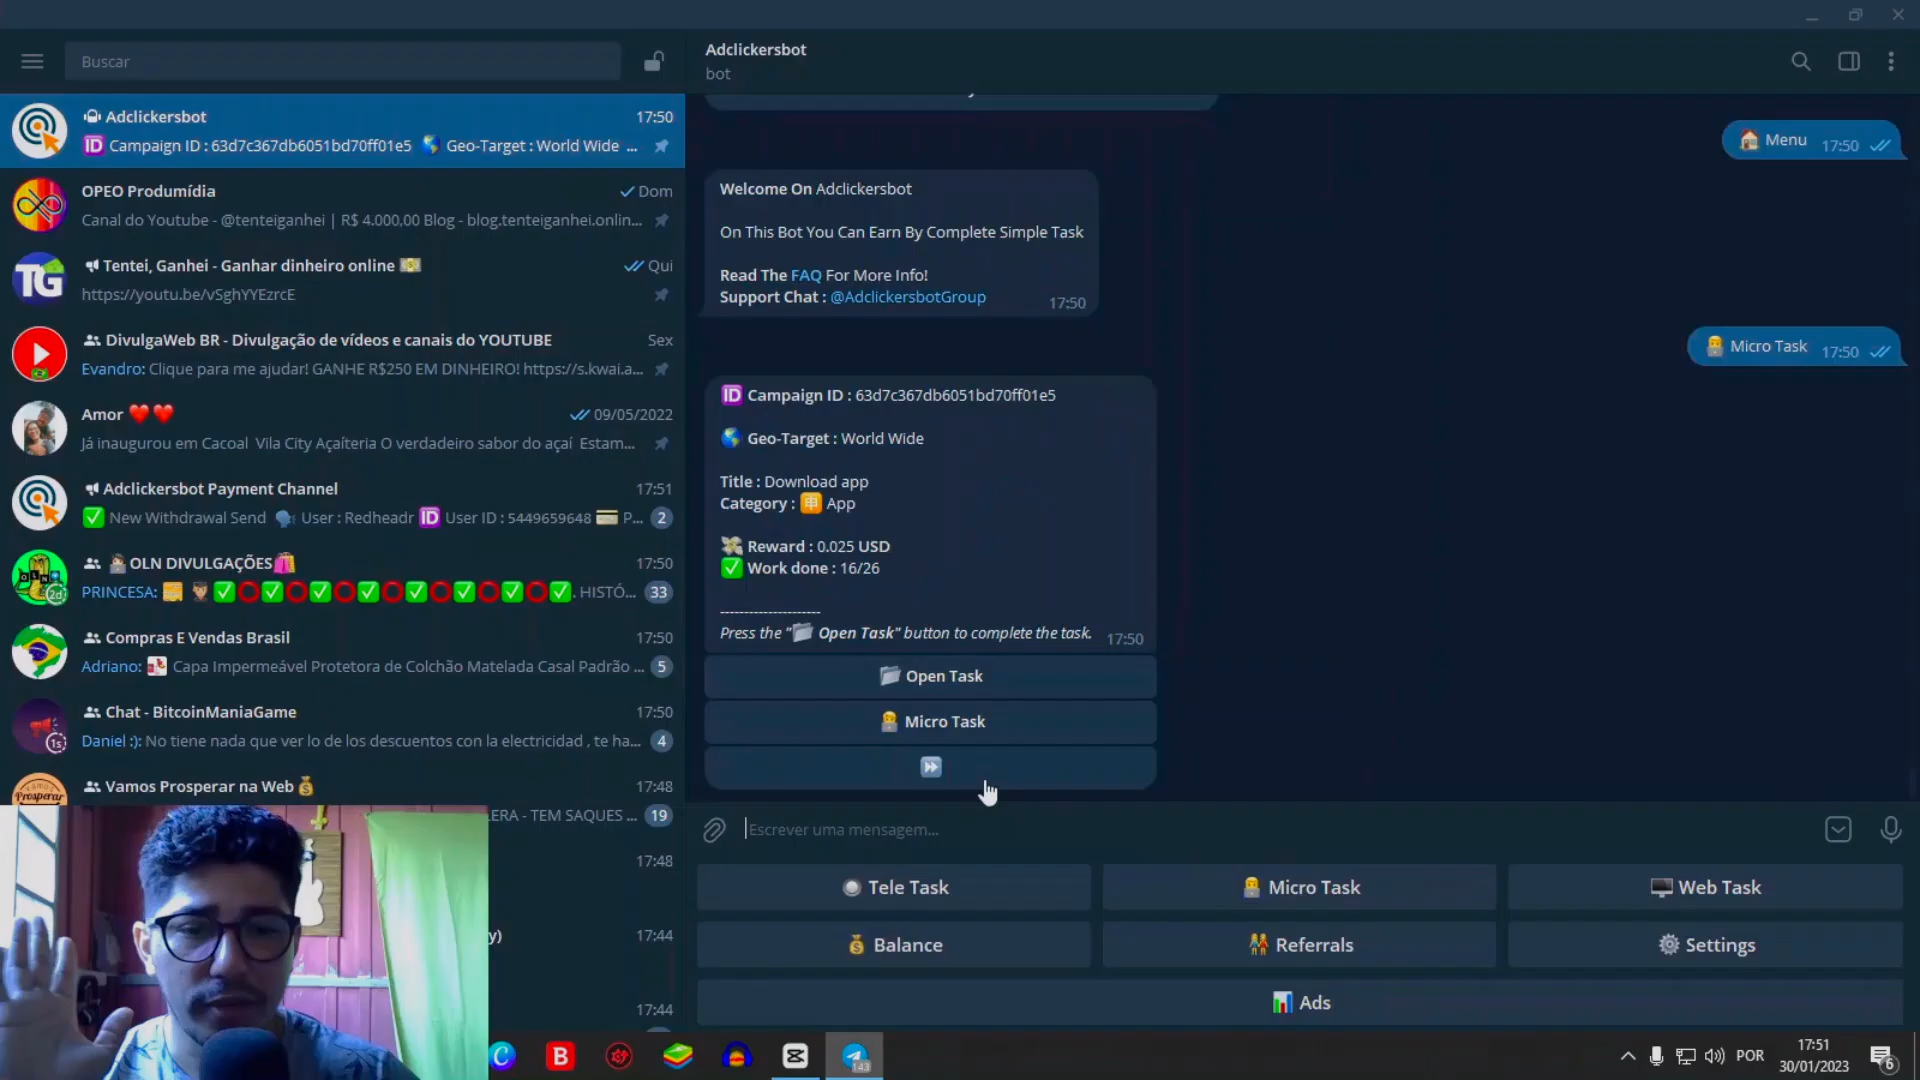 Buscar
Adclickersbot
17:50
🆔 Campaign ID : 63d7c367db6051bd70ff01e5 🌎 Geo-Target : World Wide ...
OPEO Produmídia
Dom
Canal do Youtube - @tenteiganhei | R$ 4.000,00 Blog - blog.tenteiganhei.onlin...
Tentei, Ganhei - Ganhar dinheiro online 💵
Qui
https://youtu.be/vSghYYEzrcE
DivulgaWeb BR - Divulgação de vídeos e canais do YOUTUBE
Sex
Evandro: Clique para me ajudar! GANHE R$250 EM DINHEIRO! https://s.kwai.a...
Amor ❤️❤️
09/05/2022
Já inaugurou em Cacoal Vila City Açaíteria O verdadeiro sabor do açaí Estam...
Adclickersbot Payment Channel
17:51
✅ New Withdrawal Send 🗣 User : Redheadr 🆔 User ID : 5449659648 💳 P...
2
OLN DIVULGAÇÕES🛍
17:50
PRINCESA: ✅⭕✅⭕✅⭕✅⭕✅⭕✅⭕✅⭕✅. HISTÓ...
33
Compras E Vendas Brasil
17:50
Adriano: Capa Impermeável Protetora de Colchão Matelada Casal Padrão ...
5
Chat - BitcoinManiaGame
17:50
Daniel :): No tiene nada que ver lo de los descuentos con la electricidad , te ha...
4
Vamos Prosperar na Web💰
17:48
ERA - TEM SAQUES ...
19
17:48
y)
17:44
17:44
TG
OLN
2d
1s
Prosperar
Adclickersbot
bot
🏠 Menu
17:50
Welcome On Adclickersbot
On This Bot You Can Earn By Complete Simple Task
Read The FAQ For More Info!
Support Chat : @AdclickersbotGroup
17:50
Micro Task
17:50
🆔 Campaign ID : 63d7c367db6051bd70ff01e5
🌎 Geo-Target : World Wide
Title : Download app
Category : 🈸 App
💸 Reward : 0.025 USD
✅ Work done : 16/26
---------------------
Press the "📂 Open Task" button to complete the task.
17:50
📂 Open Task
Micro Task
⏩
Escrever uma mensagem...
Tele Task
Micro Task
🖥 Web Task
💰 Balance
👭 Referrals
⚙️ Settings
📊 Ads
C
B
143
POR
17:51
30/01/2023
6